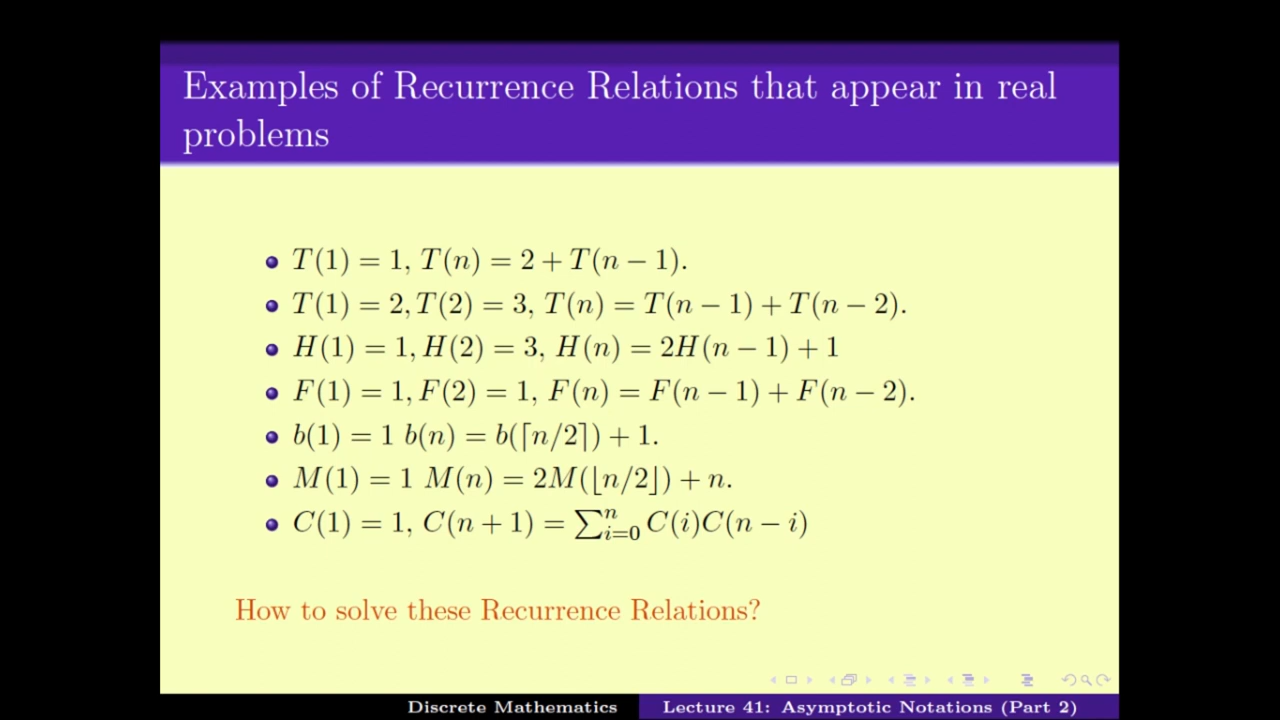 Examples of Recurrence Relations that appear in real
problems
• T(1) = 1, T(n) = 2 + T(n − 1).
• T(1) = 2, T(2) = 3, T(n) = T(n − 1) + T(n − 2).
• H(1) = 1, H(2) = 3, H(n) = 2H(n − 1) + 1
• F(1) = 1, F(2) = 1, F(n) = F(n − 1) + F(n − 2).
• b(1) = 1 b(n) = b(⌈n/2⌉) + 1.
• M(1) = 1 M(n) = 2M(⌊n/2⌋) + n.
• C(1) = 1, C(n + 1) = ∑ⁿᵢ₌₀ C(i)C(n − i)
How to solve these Recurrence Relations?
Discrete Mathematics Lecture 41: Asymptotic Notations (Part 2)